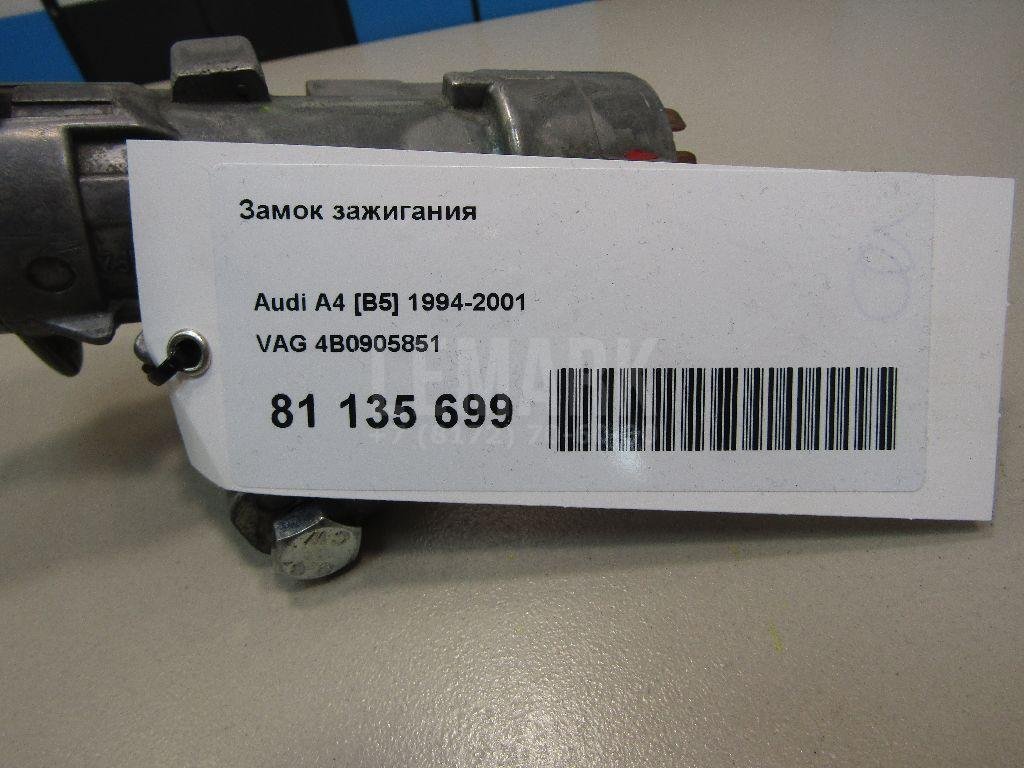 Замок зажигания
Audi A4 [B5] 1994-2001
VAG 4B0905851
81 135 699